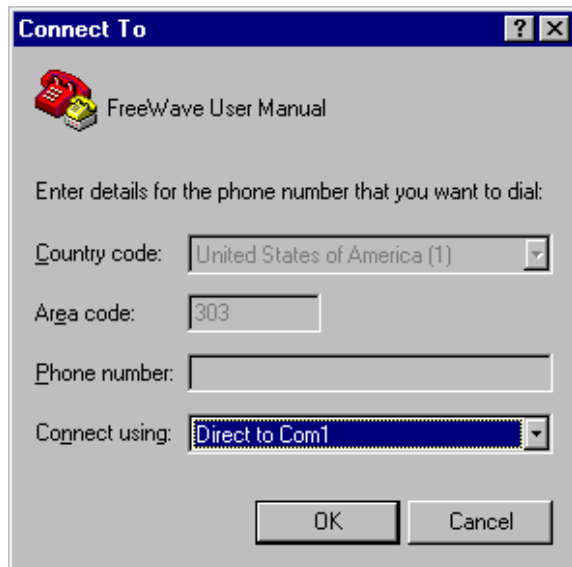 Connect To
FreeWave User Manual
Enter details for the phone number that you want to dial:
Country code: United States of America (1)
Area code: 303
Phone number:
Connect using: Direct to Com1
OK Cancel